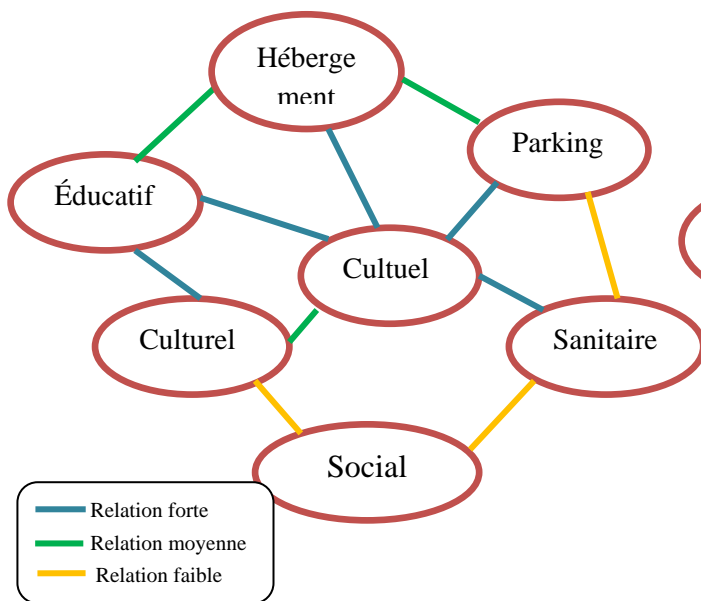 Héberge
ment
Parking
Éducatif
Cultuel
Culturel
Sanitaire
Social
Relation forte
Relation moyenne
Relation faible